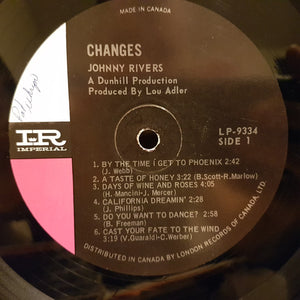 MADE IN CANADA
CHANGES
JOHNNY RIVERS
A Dunhill Production
Produced By Lou Adler
IR
IMPERIAL
LP-9334
SIDE 1
1. BY THE TIME I GET TO PHOENIX 2:42
(J. Webb)
2. A TASTE OF HONEY 3:22 (B.Scott-R.Marlow)
3. DAYS OF WINE AND ROSES 4:05
(H. Mancini-J. Mercer)
4. CALIFORNIA DREAMIN' 2:58
(J. Phillips)
5. DO YOU WANT TO DANCE? 2:58
(B. Freeman)
6. CAST YOUR FATE TO THE WIND
3:19 (V.Guaraldi-C.Werber)
DISTRIBUTED IN CANADA BY LONDON RECORDS OF CANADA, LTD.